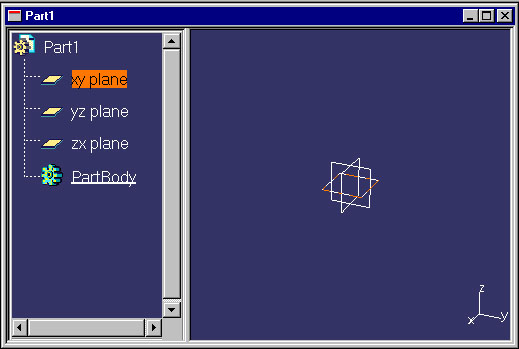 Part1
Part1
xy plane
yz plane
zx plane
PartBody
z
x
y